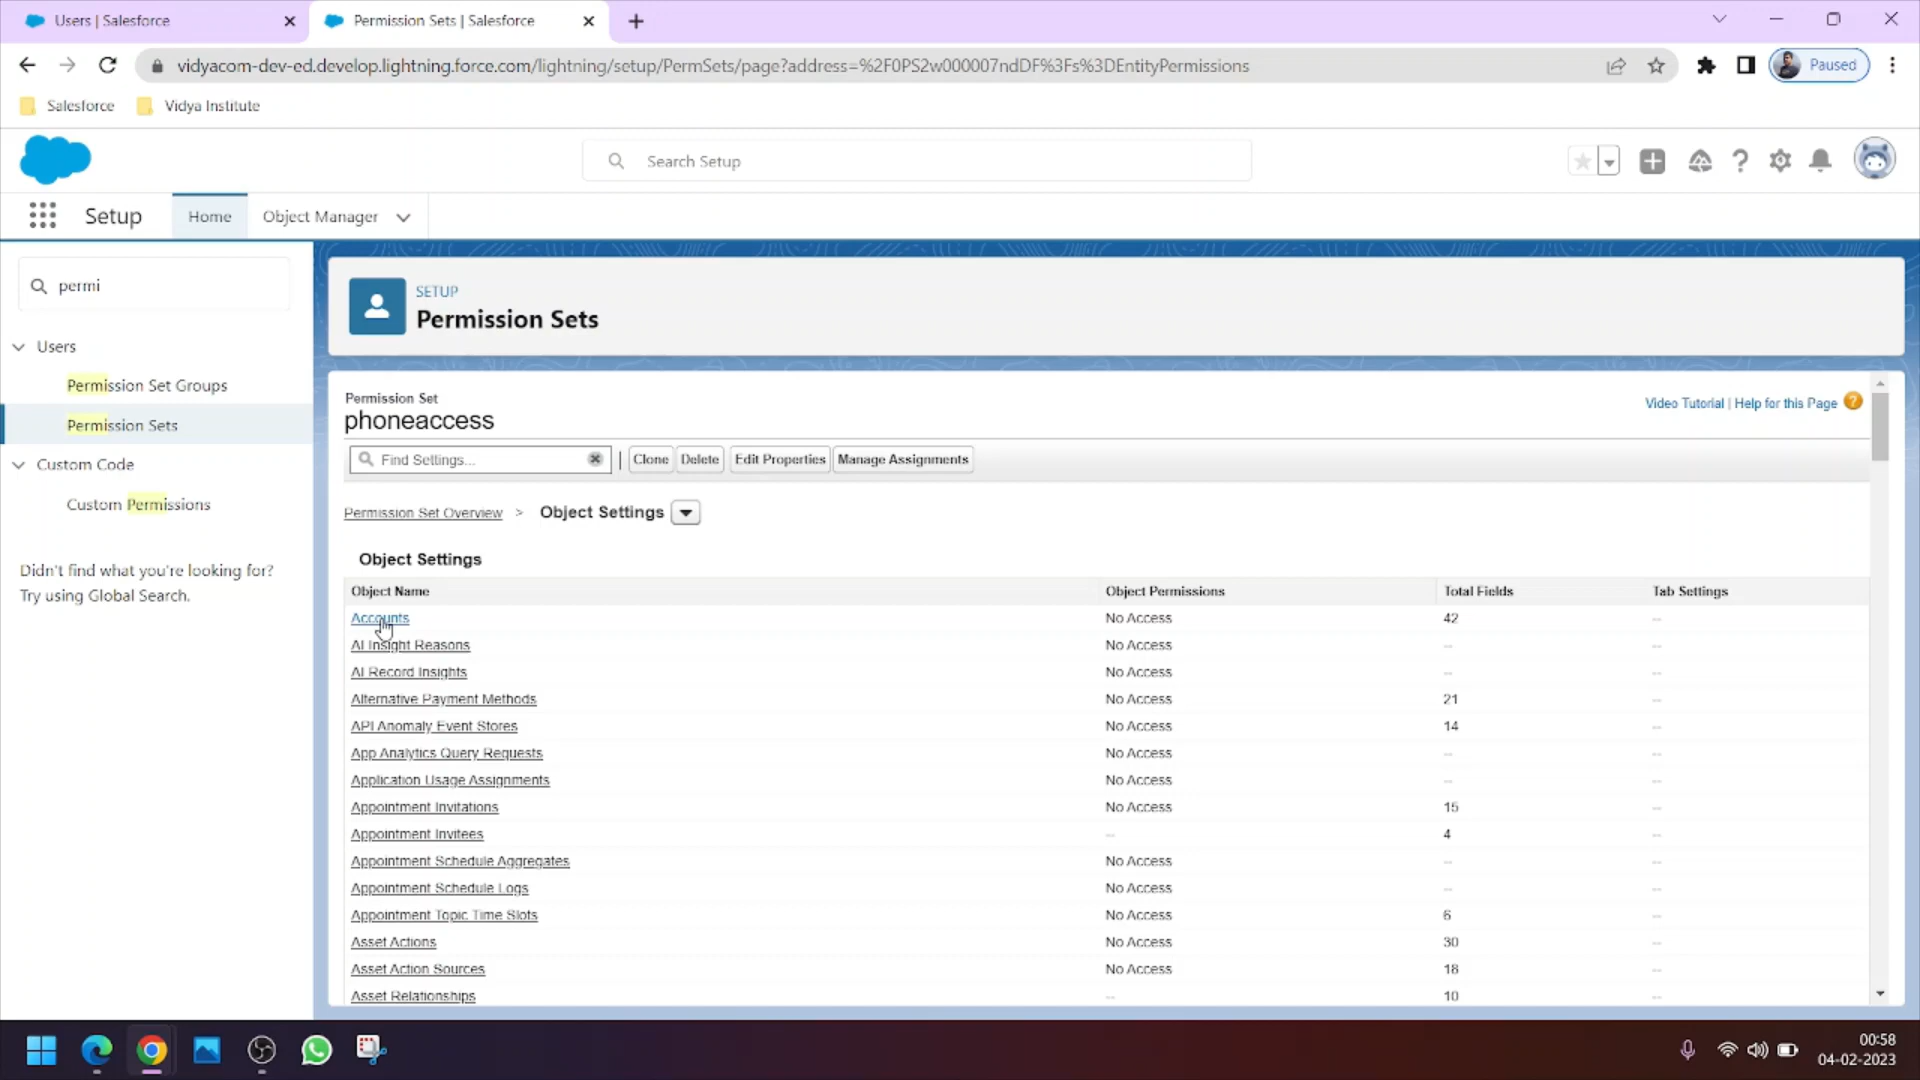 Users | Salesforce
Permission Sets | Salesforce
vidyacom-dev-ed.develop.lightning.force.com/lightning/setup/PermSets/page?address=%2F0PS2w000007ndDF%3Fs%3DEntityPermissions
Paused
Salesforce
Vidya Institute
Search Setup
Setup
Home
Object Manager
permi
Users
Permission Set Groups
Permission Sets
Custom Code
Custom Permissions
Didn't find what you're looking for?
Try using Global Search.
SETUP
Permission Sets
Permission Set
phoneaccess
Video Tutorial | Help for this Page
Find Settings... | Clone Delete Edit Properties Manage Assignments
Permission Set Overview > Object Settings
Object Settings
Object Name Object Permissions Total Fields Tab Settings
Accounts No Access 42 --
AI Insight Reasons No Access -- --
AI Record Insights No Access -- --
Alternative Payment Methods No Access 21 --
API Anomaly Event Stores No Access 14 --
App Analytics Query Requests No Access -- --
Application Usage Assignments No Access -- --
Appointment Invitations No Access 15 --
Appointment Invitees -- 4 --
Appointment Schedule Aggregates No Access -- --
Appointment Schedule Logs No Access -- --
Appointment Topic Time Slots No Access 6 --
Asset Actions No Access 30 --
Asset Action Sources No Access 18 --
Asset Relationships -- 10 --
00:58
04-02-2023